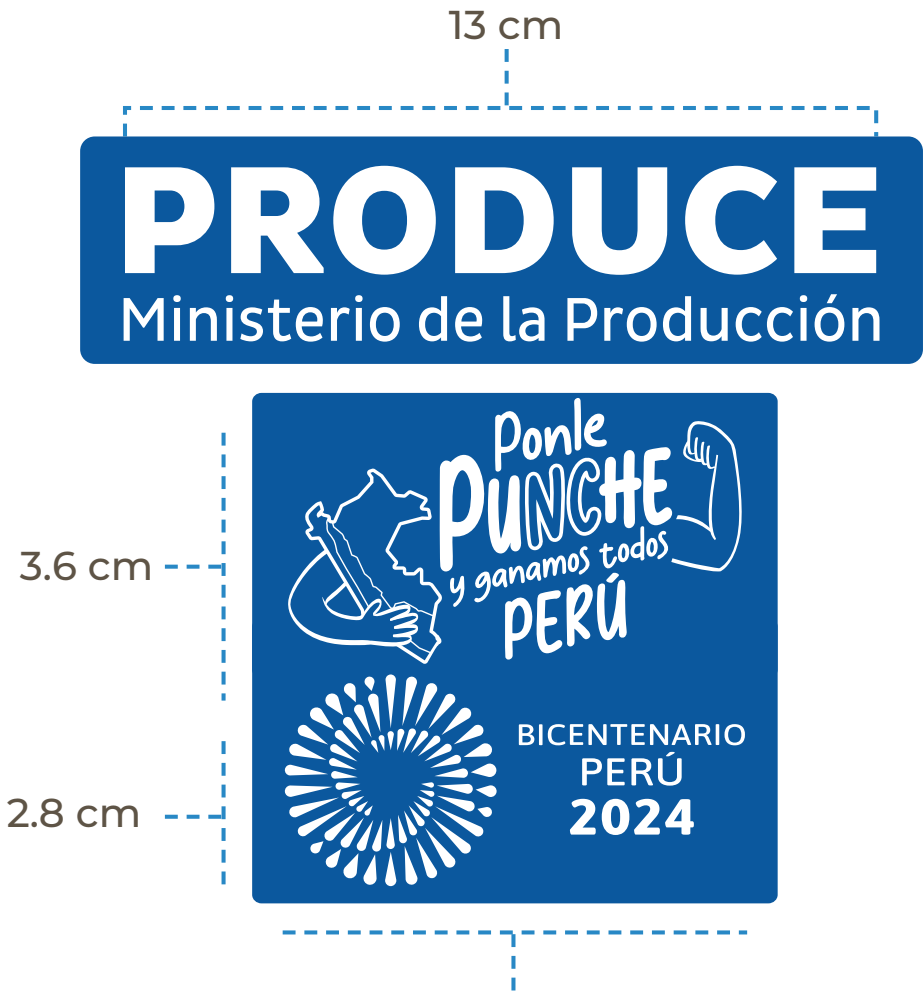 13 cm
PRODUCE
Ministerio de la Producción
Ponle
PUNCHE
y ganamos todos
PERÚ
3.6 cm
BICENTENARIO
PERÚ
2024
2.8 cm